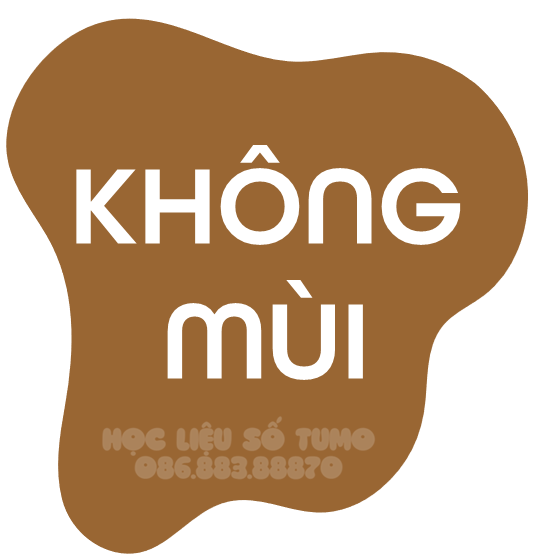 KHÔNG
MÙI
HỌC LIỆU SỐ TUMO
086.883.88870